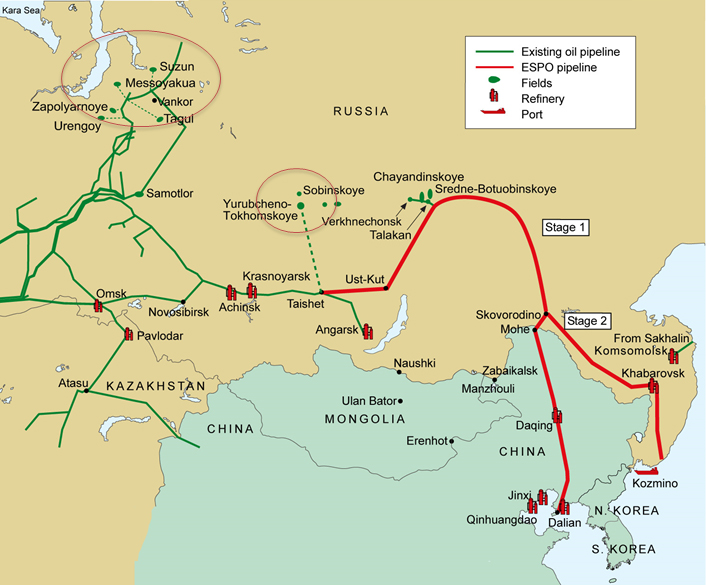 Kara Sea
Suzun
Messoyakua
Vankor
Zapolyarnoye
Urengoy
Tagul
Existing oil pipeline
ESPO pipeline
Fields
Refinery
Port
RUSSIA
Samotlor
Chayandinskoye
Sredne-Botuobinskoye
Sobinskoye
Yurubcheno-
Tokhomskoye
Verkhnechonsk
Talakan
Stage 1
Krasnoyarsk
Ust-Kut
Omsk
Achinsk
Taishet
Novosibirsk
Angarsk
Skovorodino
Stage 2
Mohe
Pavlodar
From Sakhalin
Komsomolsk
Khabarovsk
Naushki
Zabaikalsk
Manzhouli
Atasu
KAZAKHSTAN
Ulan Bator
MONGOLIA
CHINA
Daqing
Erenhot
CHINA
Kozmino
Jinxi
Qinhuangdao
Dalian
N. KOREA
S. KOREA